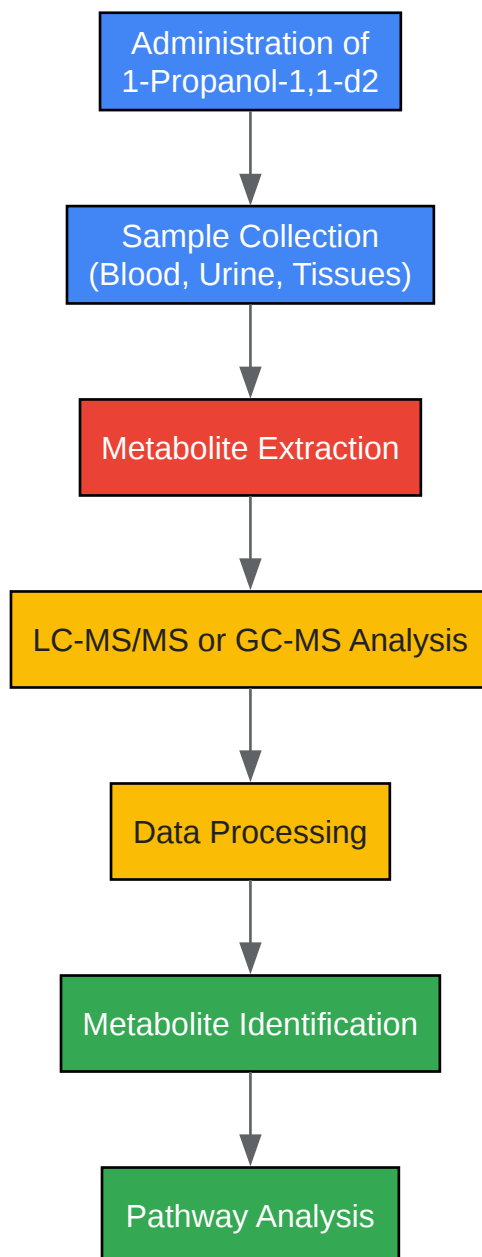 Administration of
1-Propanol-1,1-d2
Sample Collection
(Blood, Urine, Tissues)
Metabolite Extraction
LC-MS/MS or GC-MS Analysis
Data Processing
Metabolite Identification
Pathway Analysis